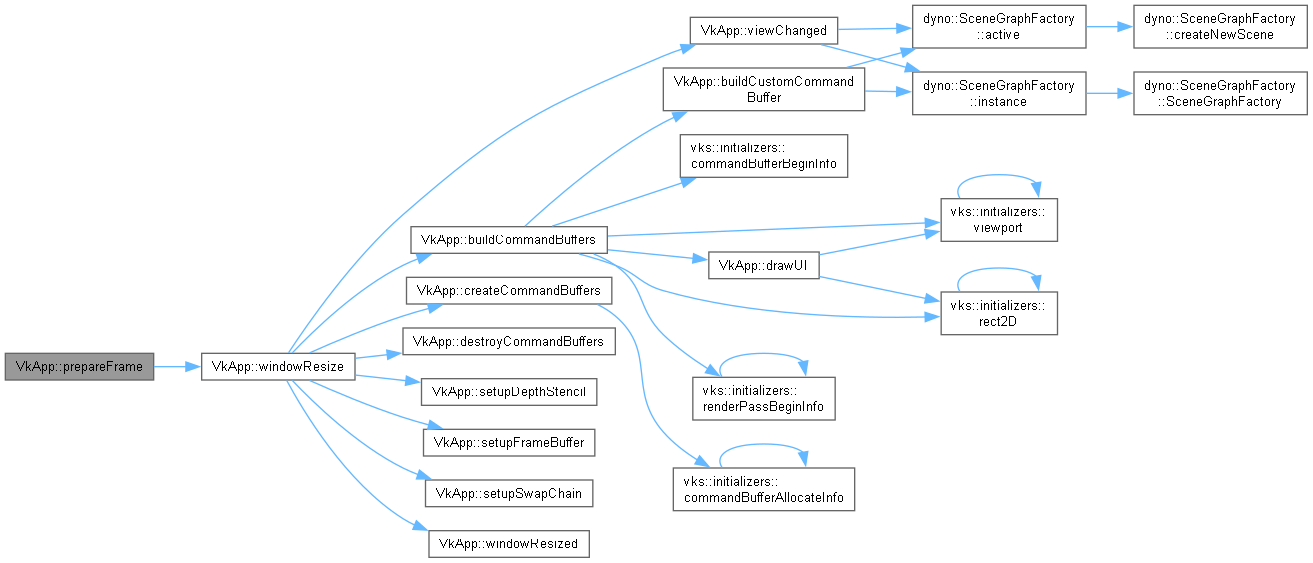 VkApp::prepareFrame
VkApp::windowResize
VkApp::viewChanged
VkApp::buildCommandBuffers
VkApp::createCommandBuffers
VkApp::destroyCommandBuffers
VkApp::setupDepthStencil
VkApp::setupFrameBuffer
VkApp::setupSwapChain
VkApp::windowResized
VkApp::buildCustomCommand
Buffer
vks::initializers::
commandBufferBeginInfo
VkApp::drawUI
vks::initializers::
renderPassBeginInfo
vks::initializers::
commandBufferAllocateInfo
dyno::SceneGraphFactory
::active
dyno::SceneGraphFactory
::instance
vks::initializers::
viewport
vks::initializers::
rect2D
dyno::SceneGraphFactory
::createNewScene
dyno::SceneGraphFactory
::SceneGraphFactory